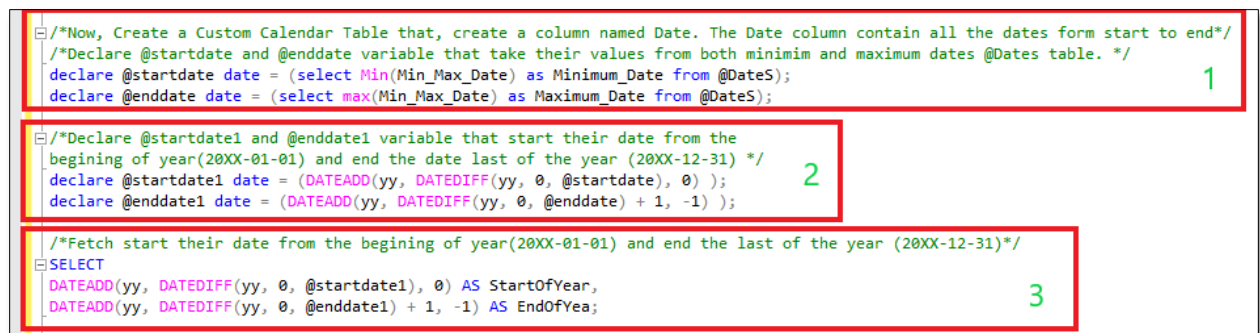 /*Now, Create a Custom Calendar Table that, create a column named Date. The Date column contain all the dates form start to end*/
/*Declare @startdate and @enddate variable that take their values from both minimim and maximum dates @Dates table. */
declare @startdate date = (select Min(Min_Max_Date) as Minimum_Date from @DateS);
declare @enddate date = (select max(Min_Max_Date) as Maximum_Date from @DateS);
1
/*Declare @startdate1 and @enddate1 variable that start their date from the
begining of year(20XX-01-01) and end the date last of the year (20XX-12-31) */
declare @startdate1 date = (DATEADD(yy, DATEDIFF(yy, 0, @startdate), 0) );
declare @enddate1 date = (DATEADD(yy, DATEDIFF(yy, 0, @enddate) + 1, -1) );
2
/*Fetch start their date from the begining of year(20XX-01-01) and end the last of the year (20XX-12-31)*/
SELECT
DATEADD(yy, DATEDIFF(yy, 0, @startdate1), 0) AS StartOfYear,
DATEADD(yy, DATEDIFF(yy, 0, @enddate1) + 1, -1) AS EndOfYea;
3